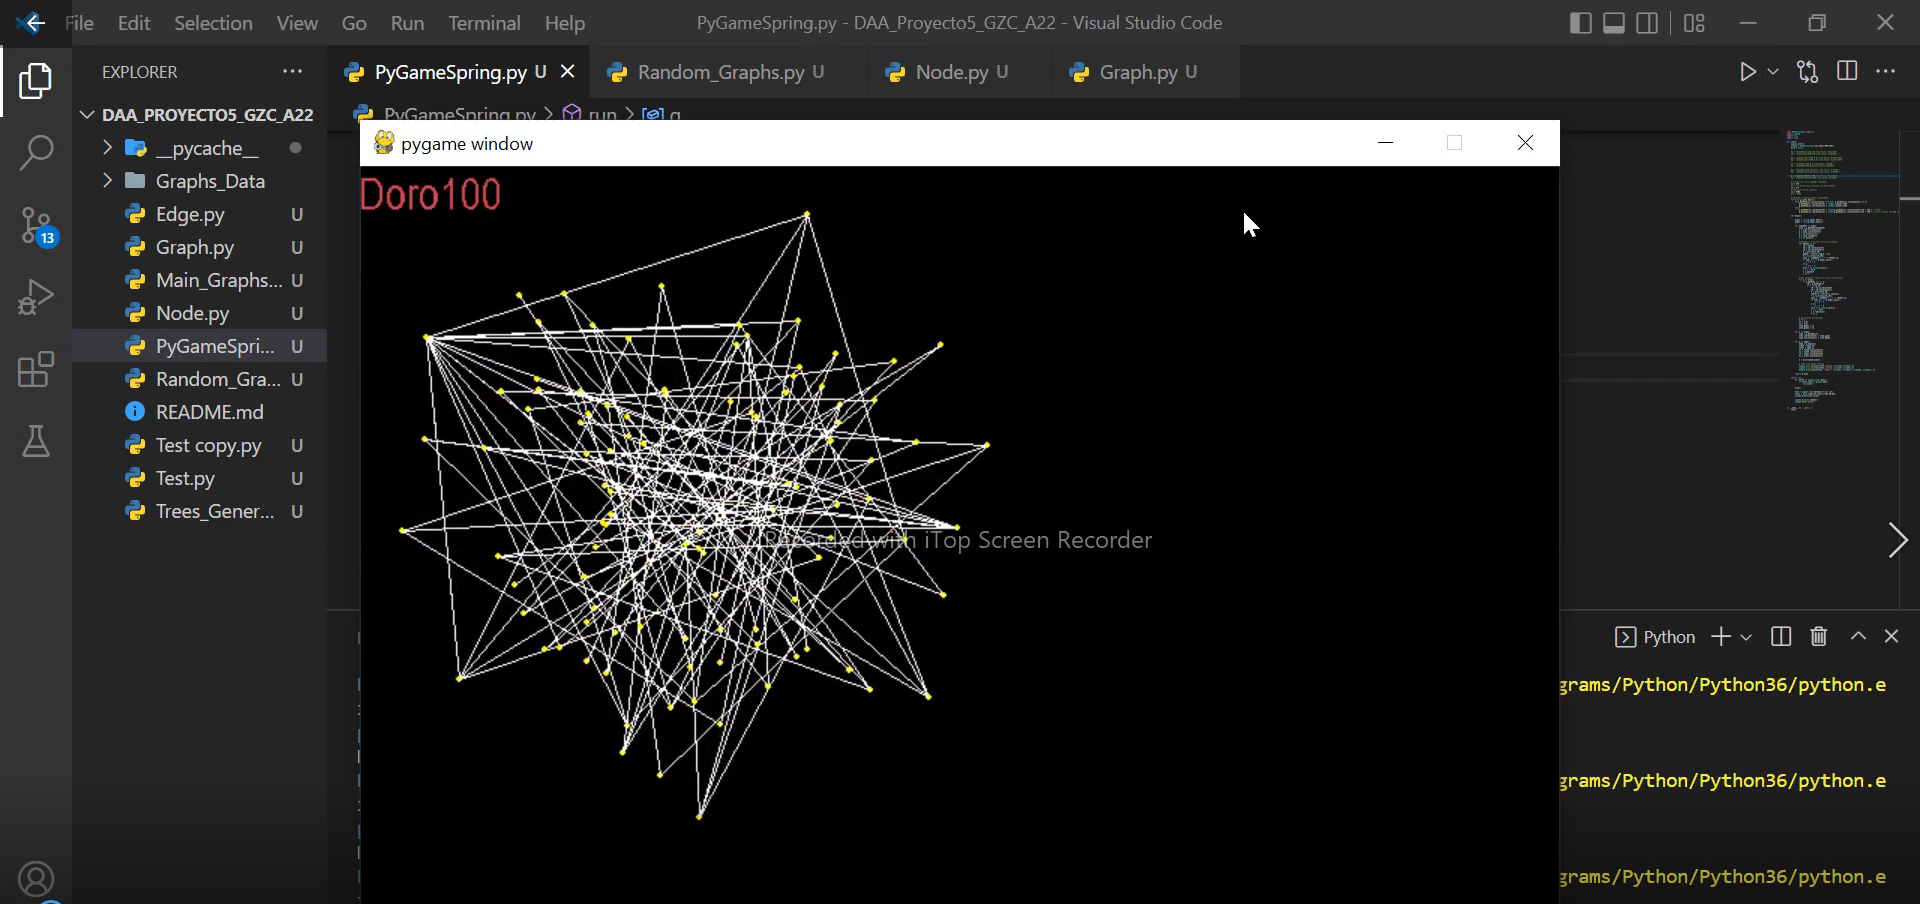 File Edit Selection View Go Run Terminal Help
PyGameSpring.py - DAA_Proyecto5_GZC_A22 - Visual Studio Code
EXPLORER
PyGameSpring.py U
Random_Graphs.py U
Node.py U
Graph.py U
DAA_PROYECTO5_GZC_A22
PyGameSpring.py > run >
__pycache__
Graphs_Data
Edge.py U
Graph.py U
Main_Graphs... U
Node.py U
PyGameSpri... U
Random_Gra... U
README.md
Test copy.py U
Test.py U
Trees_Gener... U
13
pygame window
Doro100
Recorded with iTop Screen Recorder
Python
grams/Python/Python36/python.e
grams/Python/Python36/python.e
grams/Python/Python36/python.e